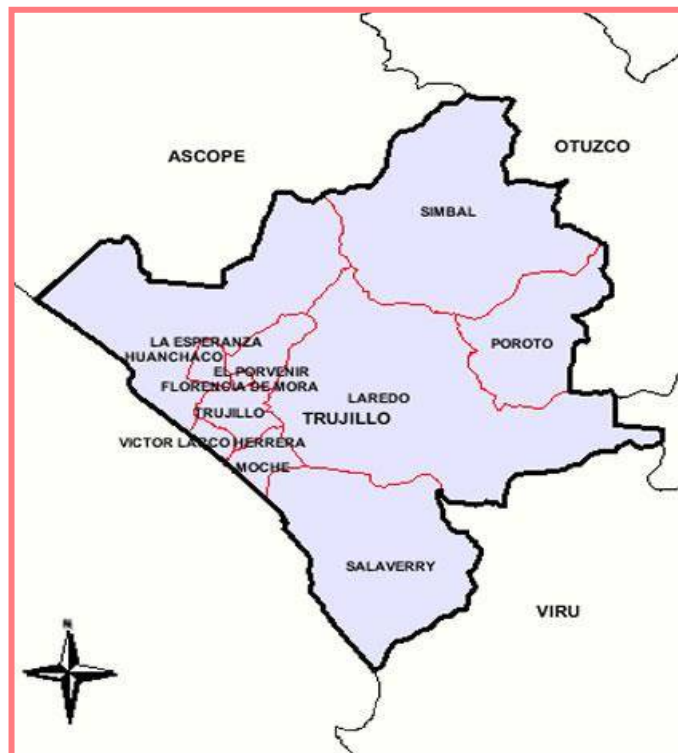 ASCOPE
OTUZCO
SIMBAL
LA ESPERANZA
POROTO
HUANCHACO
EL PORVENIR
FLORENCIA DE MORA
LAREDO
TRUJILLO
TRUJILLO
VICTOR LARCO HERRERA
MOCHE
SALAVERRY
VIRU
N